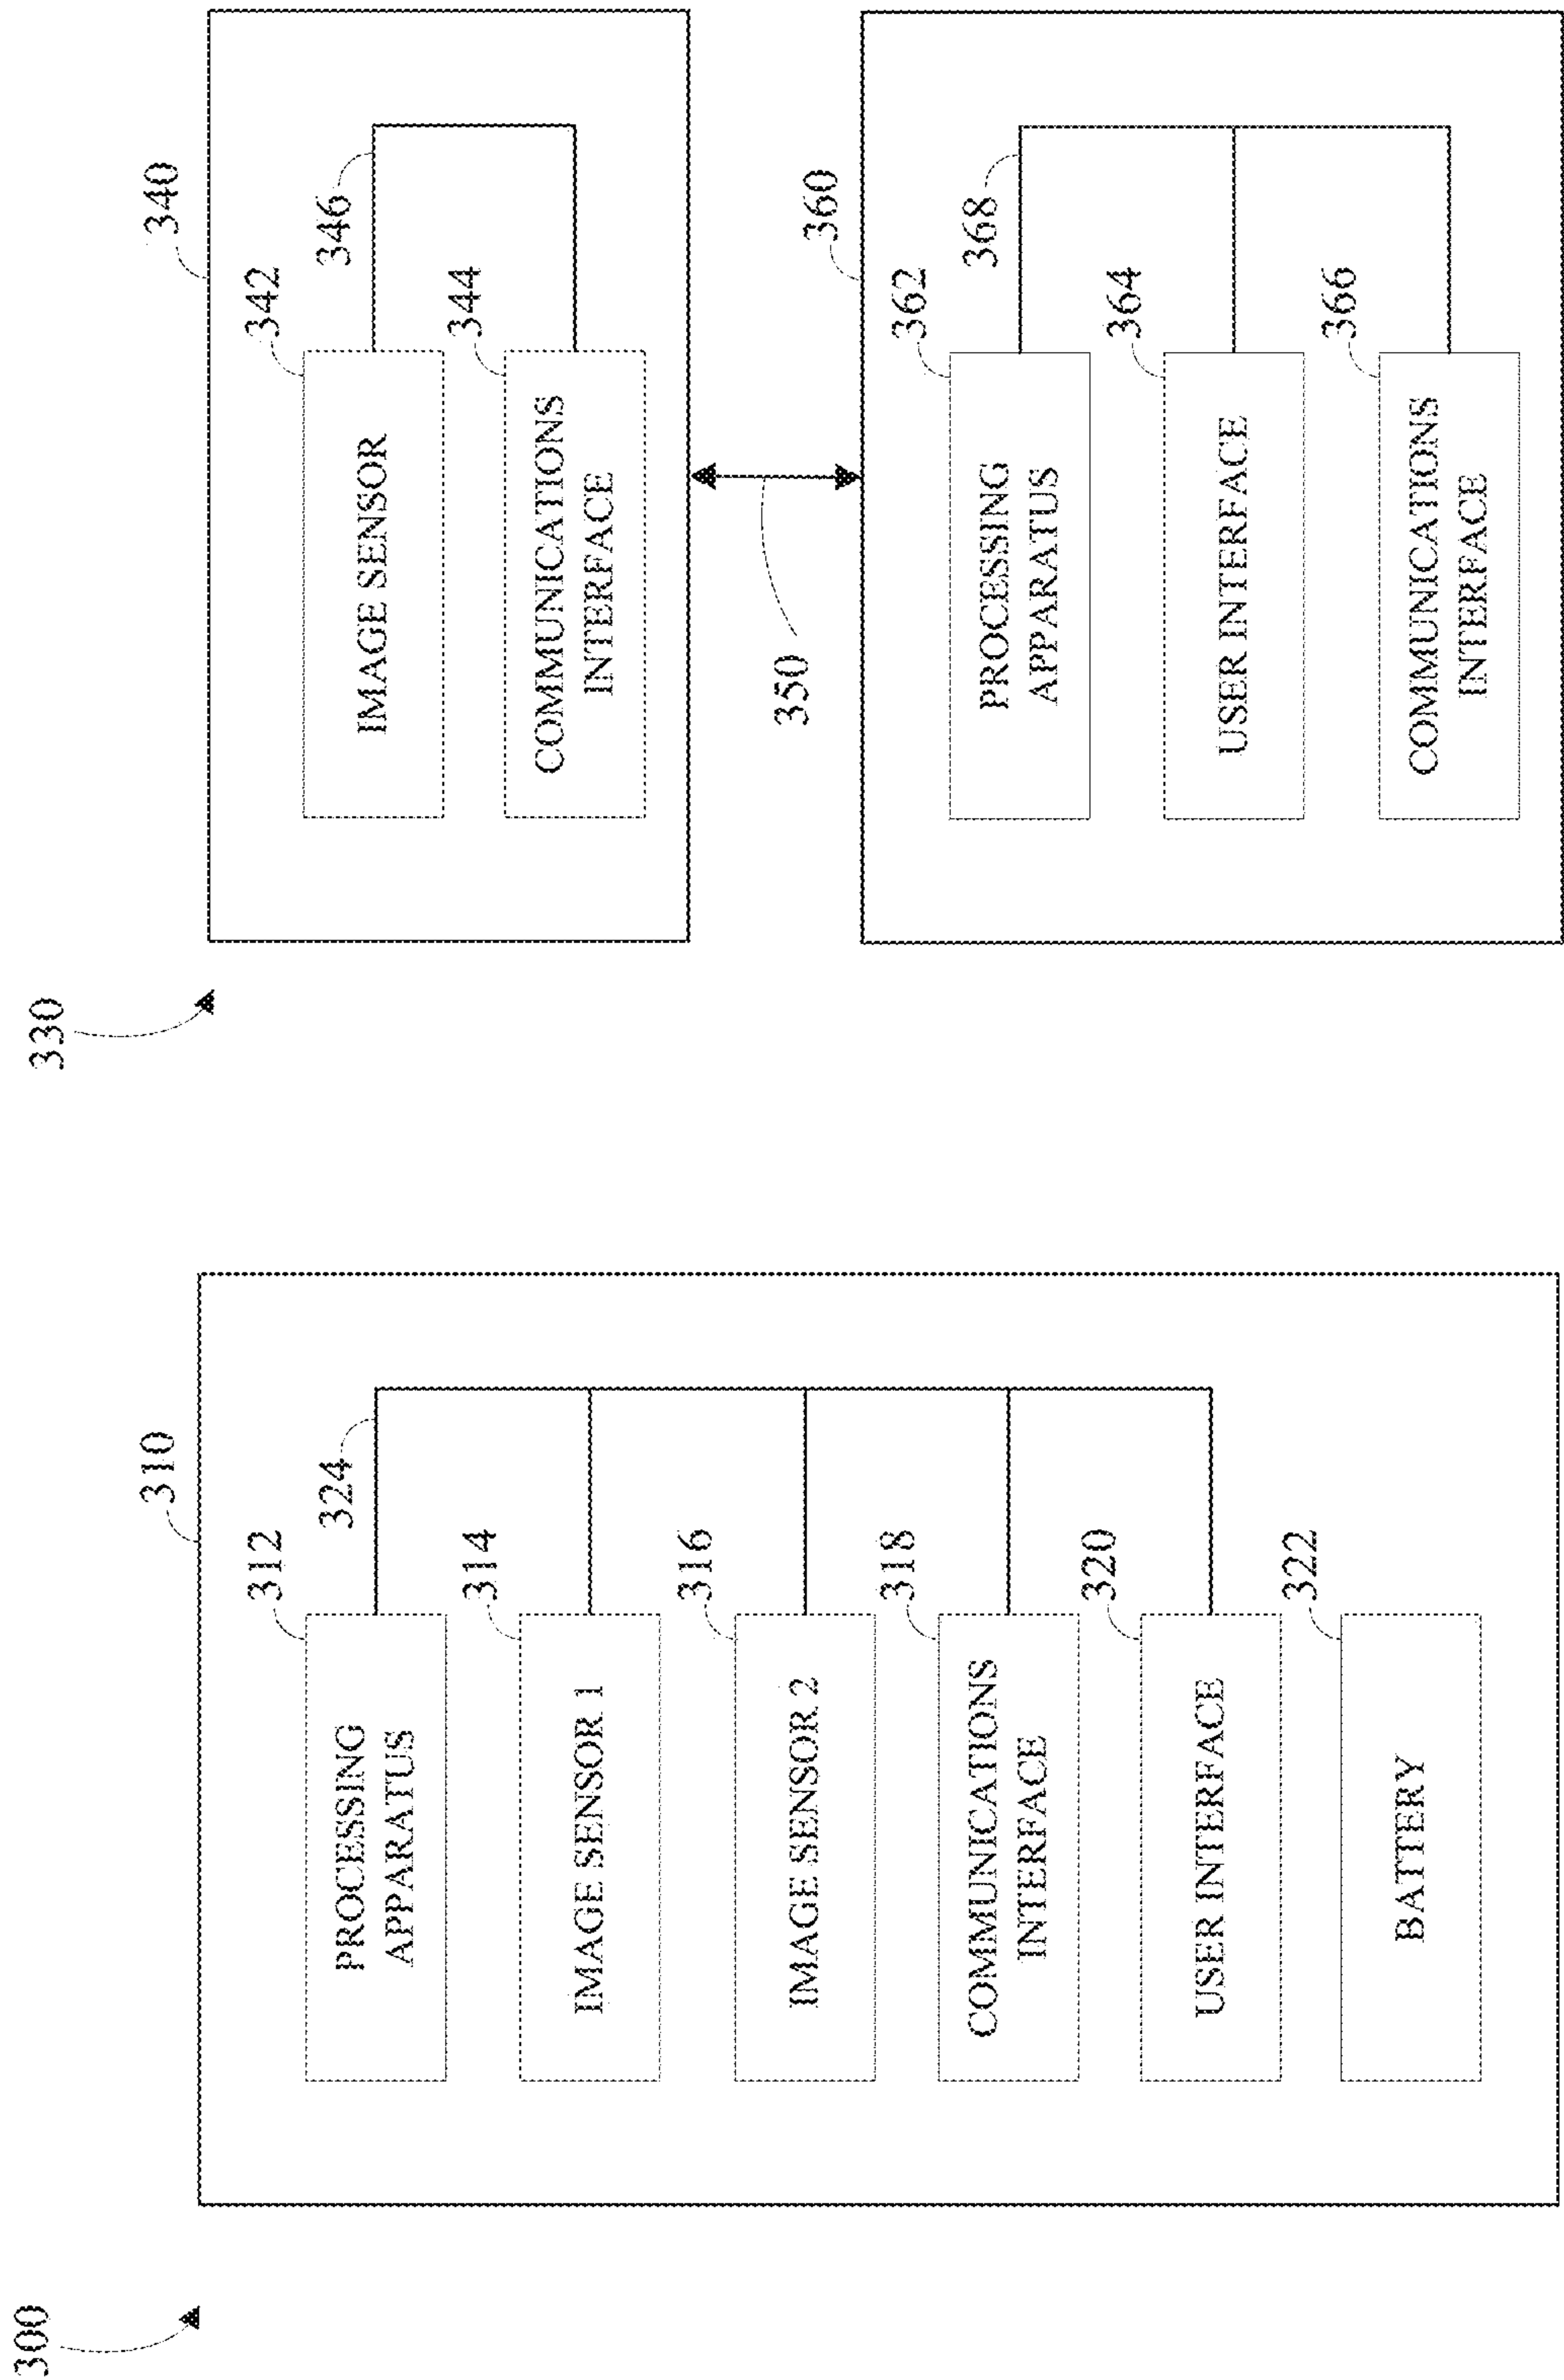 300
310
312
PROCESSING
APPARATUS
324
314
IMAGE SENSOR 1
316
IMAGE SENSOR 2
318
COMMUNICATIONS
INTERFACE
320
USER INTERFACE
322
BATTERY
330
340
342
IMAGE SENSOR
346
344
COMMUNICATIONS
INTERFACE
350
360
362
PROCESSING
APPARATUS
368
364
USER INTERFACE
366
COMMUNICATIONS
INTERFACE